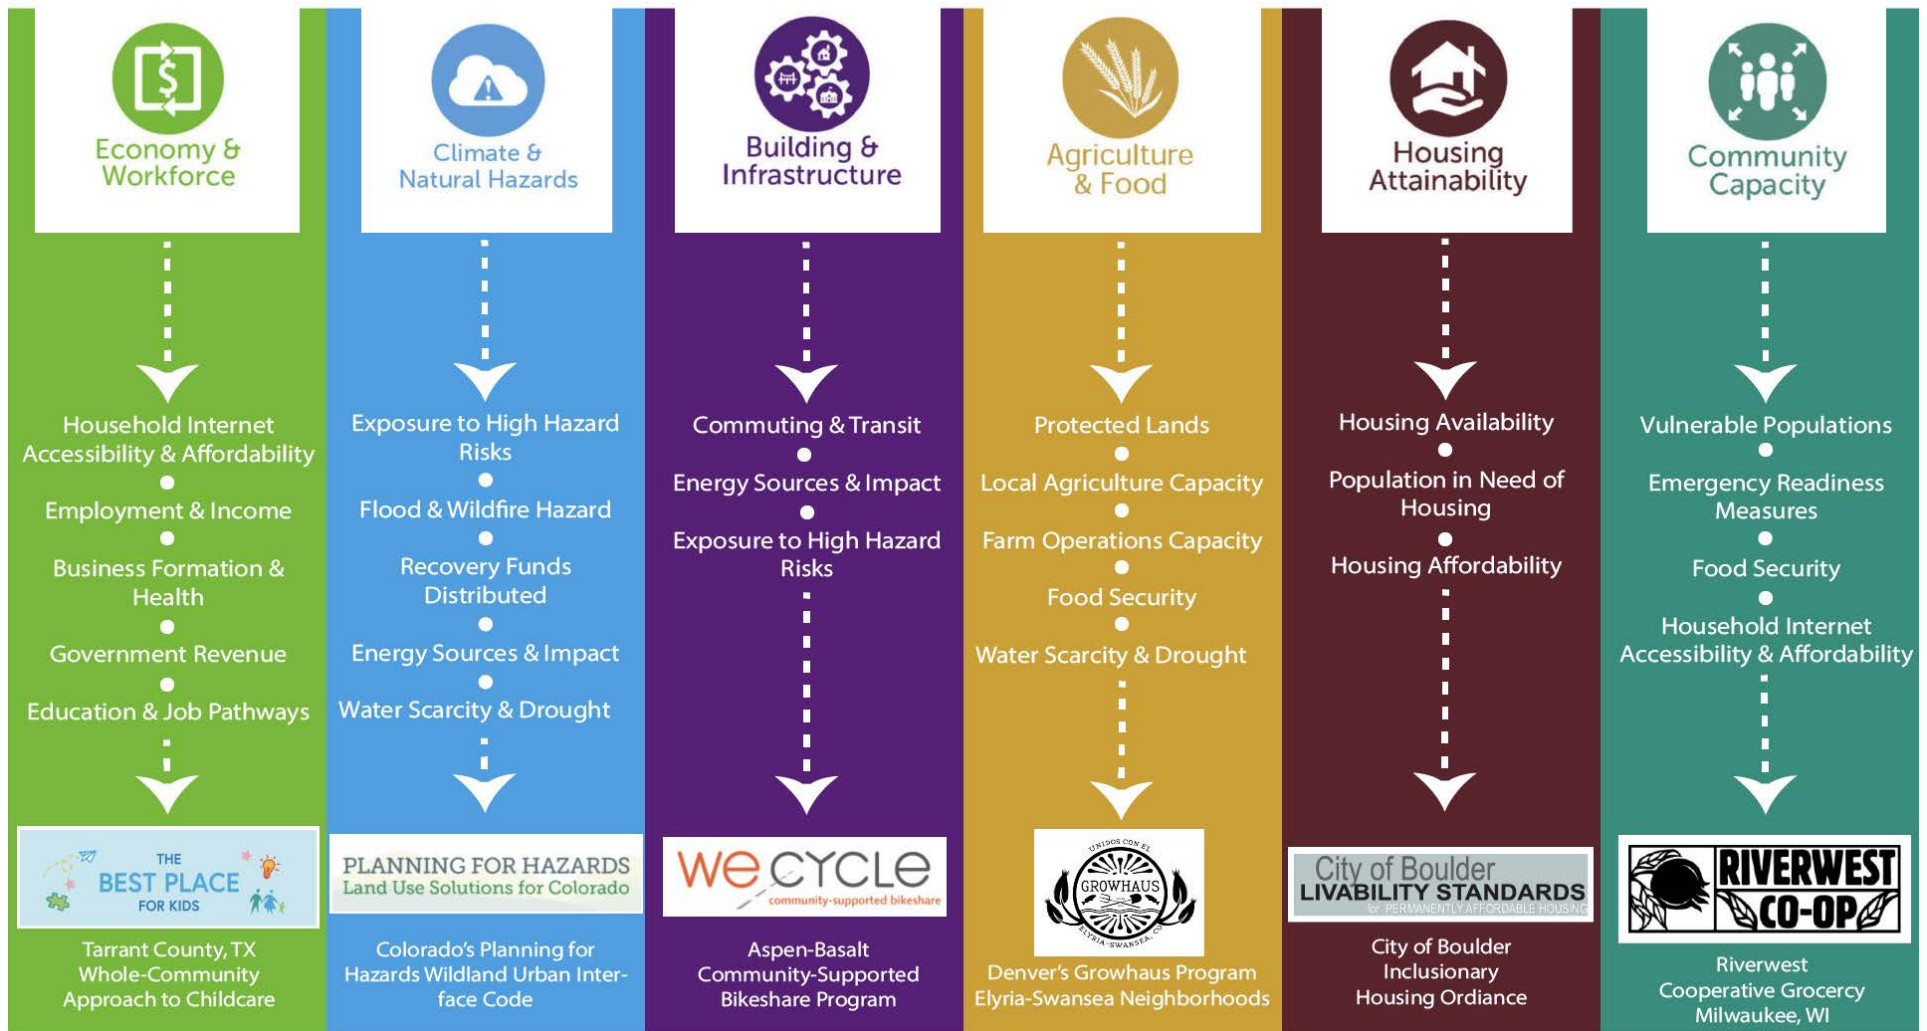 Economy &
Workforce
Household Internet
Accessibility & Affordability
Employment & Income
Business Formation &
Health
Government Revenue
Education & Job Pathways
THE
BEST PLACE
FOR KIDS
Tarrant County, TX
Whole-Community
Approach to Childcare
Climate &
Natural Hazards
Exposure to High Hazard
Risks
Flood & Wildfire Hazard
Recovery Funds
Distributed
Energy Sources & Impact
Water Scarcity & Drought
PLANNING FOR HAZARDS
Land Use Solutions for Colorado
Colorado's Planning for
Hazards Wildland Urban Inter-
face Code
Building &
Infrastructure
Commuting & Transit
Energy Sources & Impact
Exposure to High Hazard
Risks
We CYCLe
community-supported bikeshare
Aspen-Basalt
Community-Supported
Bikeshare Program
Agriculture
& Food
Protected Lands
Local Agriculture Capacity
Farm Operations Capacity
Food Security
Water Scarcity & Drought
UNIDOS CON EL
GROWHAUS
ELYRIA-SWANSEA, CO
Denver's Growhaus Program
Elyria-Swansea Neighborhoods
Housing
Attainability
Housing Availability
Population in Need of
Housing
Housing Affordability
City of Boulder
LIVABILITY STANDARDS
for PERMANENTLY AFFORDABLE HOUSING
City of Boulder
Inclusionary
Housing Ordiance
Community
Capacity
Vulnerable Populations
Emergency Readiness
Measures
Food Security
Household Internet
Accessibility & Affordability
RIVERWEST
CO-OP
Riverwest
Cooperative Grocercy
Milwaukee, WI